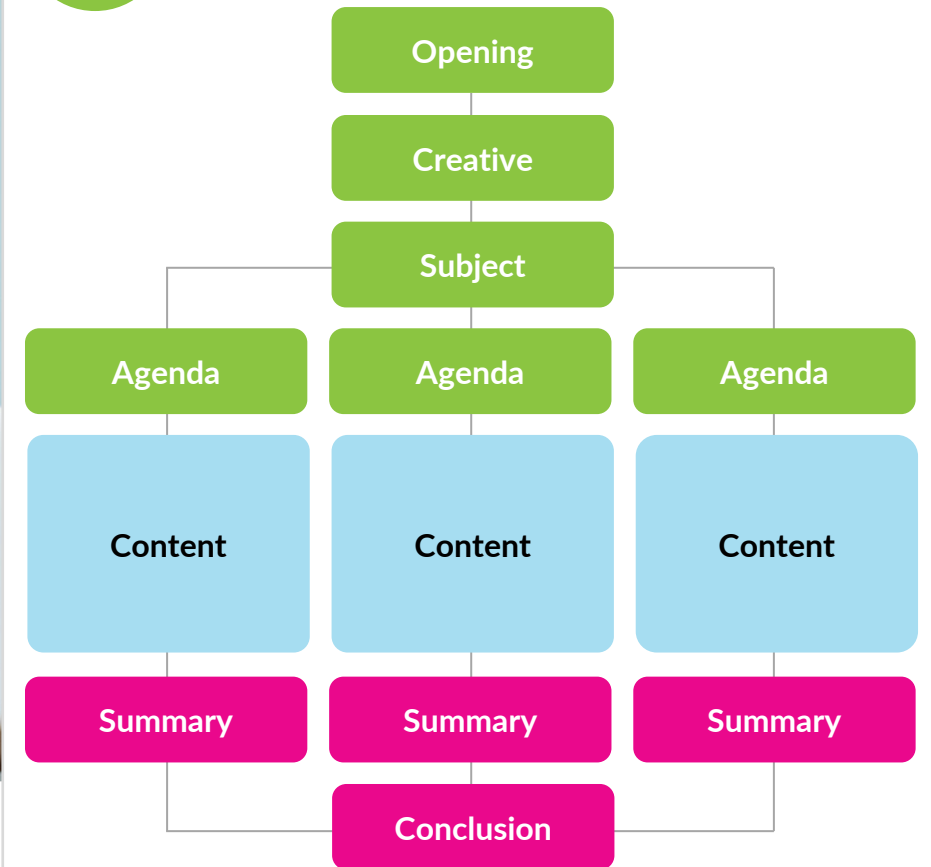 Opening
Creative
Subject
Agenda
Agenda
Agenda
Content
Content
Content
Summary
Summary
Summary
Conclusion